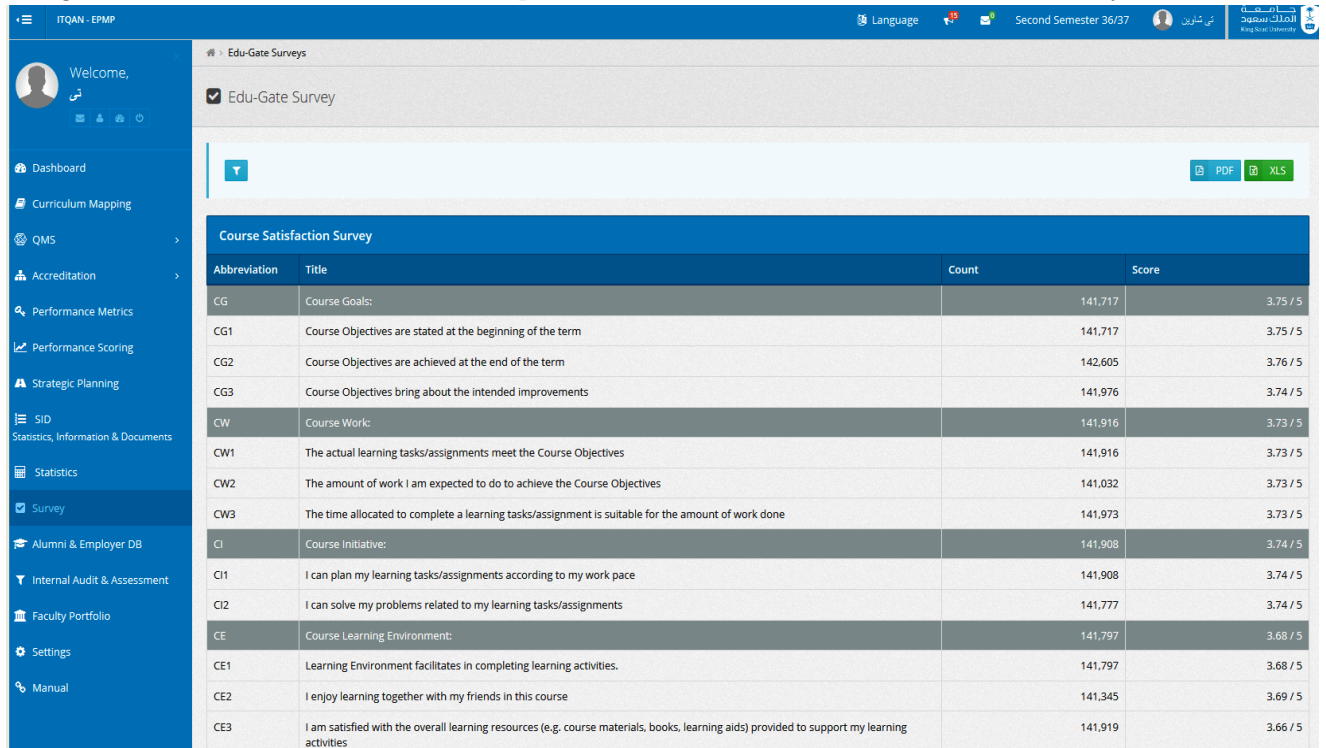 ITQAN - EPMP
Language
15
0
Second Semester 36/37
جـــامـعـــة
الملك سعود
King Saud University
Welcome,
تى
Dashboard
Curriculum Mapping
QMS
Accreditation
Performance Metrics
Performance Scoring
Strategic Planning
SID
Statistics, Information & Documents
Statistics
Survey
Alumni & Employer DB
Internal Audit & Assessment
Faculty Portfolio
Settings
Manual
Edu-Gate Surveys
Edu-Gate Survey
PDF XLS
Course Satisfaction Survey
Abbreviation Title Count Score
CG Course Goals: 141,717 3.75 / 5
CG1 Course Objectives are stated at the beginning of the term 141,717 3.75 / 5
CG2 Course Objectives are achieved at the end of the term 142,605 3.76 / 5
CG3 Course Objectives bring about the intended improvements 141,976 3.74 / 5
CW Course Work: 141,916 3.73 / 5
CW1 The actual learning tasks/assignments meet the Course Objectives 141,916 3.73 / 5
CW2 The amount of work I am expected to do to achieve the Course Objectives 141,032 3.73 / 5
CW3 The time allocated to complete a learning tasks/assignment is suitable for the amount of work done 141,973 3.73 / 5
CI Course Initiative: 141,908 3.74 / 5
CI1 I can plan my learning tasks/assignments according to my work pace 141,908 3.74 / 5
CI2 I can solve my problems related to my learning tasks/assignments 141,777 3.74 / 5
CE Course Learning Environment: 141,797 3.68 / 5
CE1 Learning Environment facilitates in completing learning activities. 141,797 3.68 / 5
CE2 I enjoy learning together with my friends in this course 141,345 3.69 / 5
CE3 I am satisfied with the overall learning resources (e.g. course materials, books, learning aids) provided to support my learning 141,919 3.66 / 5
activities